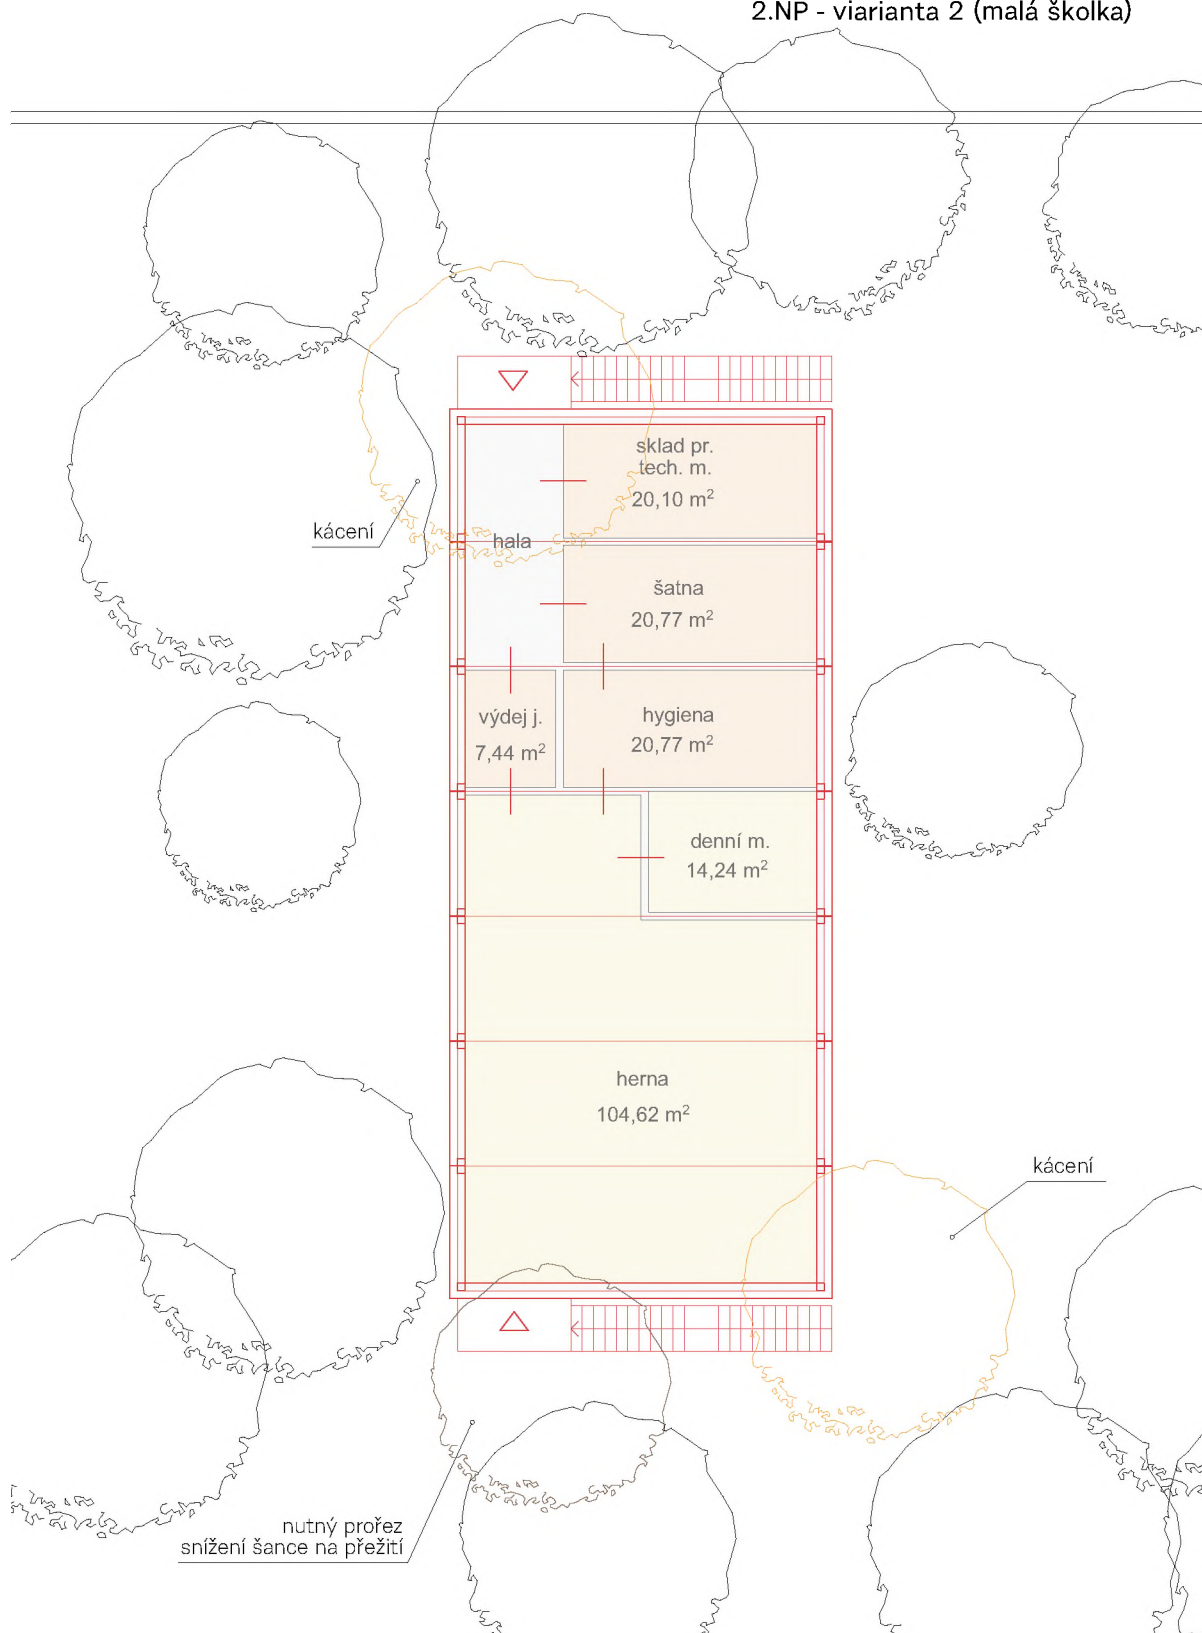 2.NP - viarianta 2 (malá školka)
sklad pr.
tech. m.
20,10 m²
kácení
hala
šatna
20,77 m²
výdej j.
7,44 m²
hygiena
20,77 m²
denní m.
14,24 m²
herna
104,62 m²
kácení
nutný prořez
snížení šance na přežití